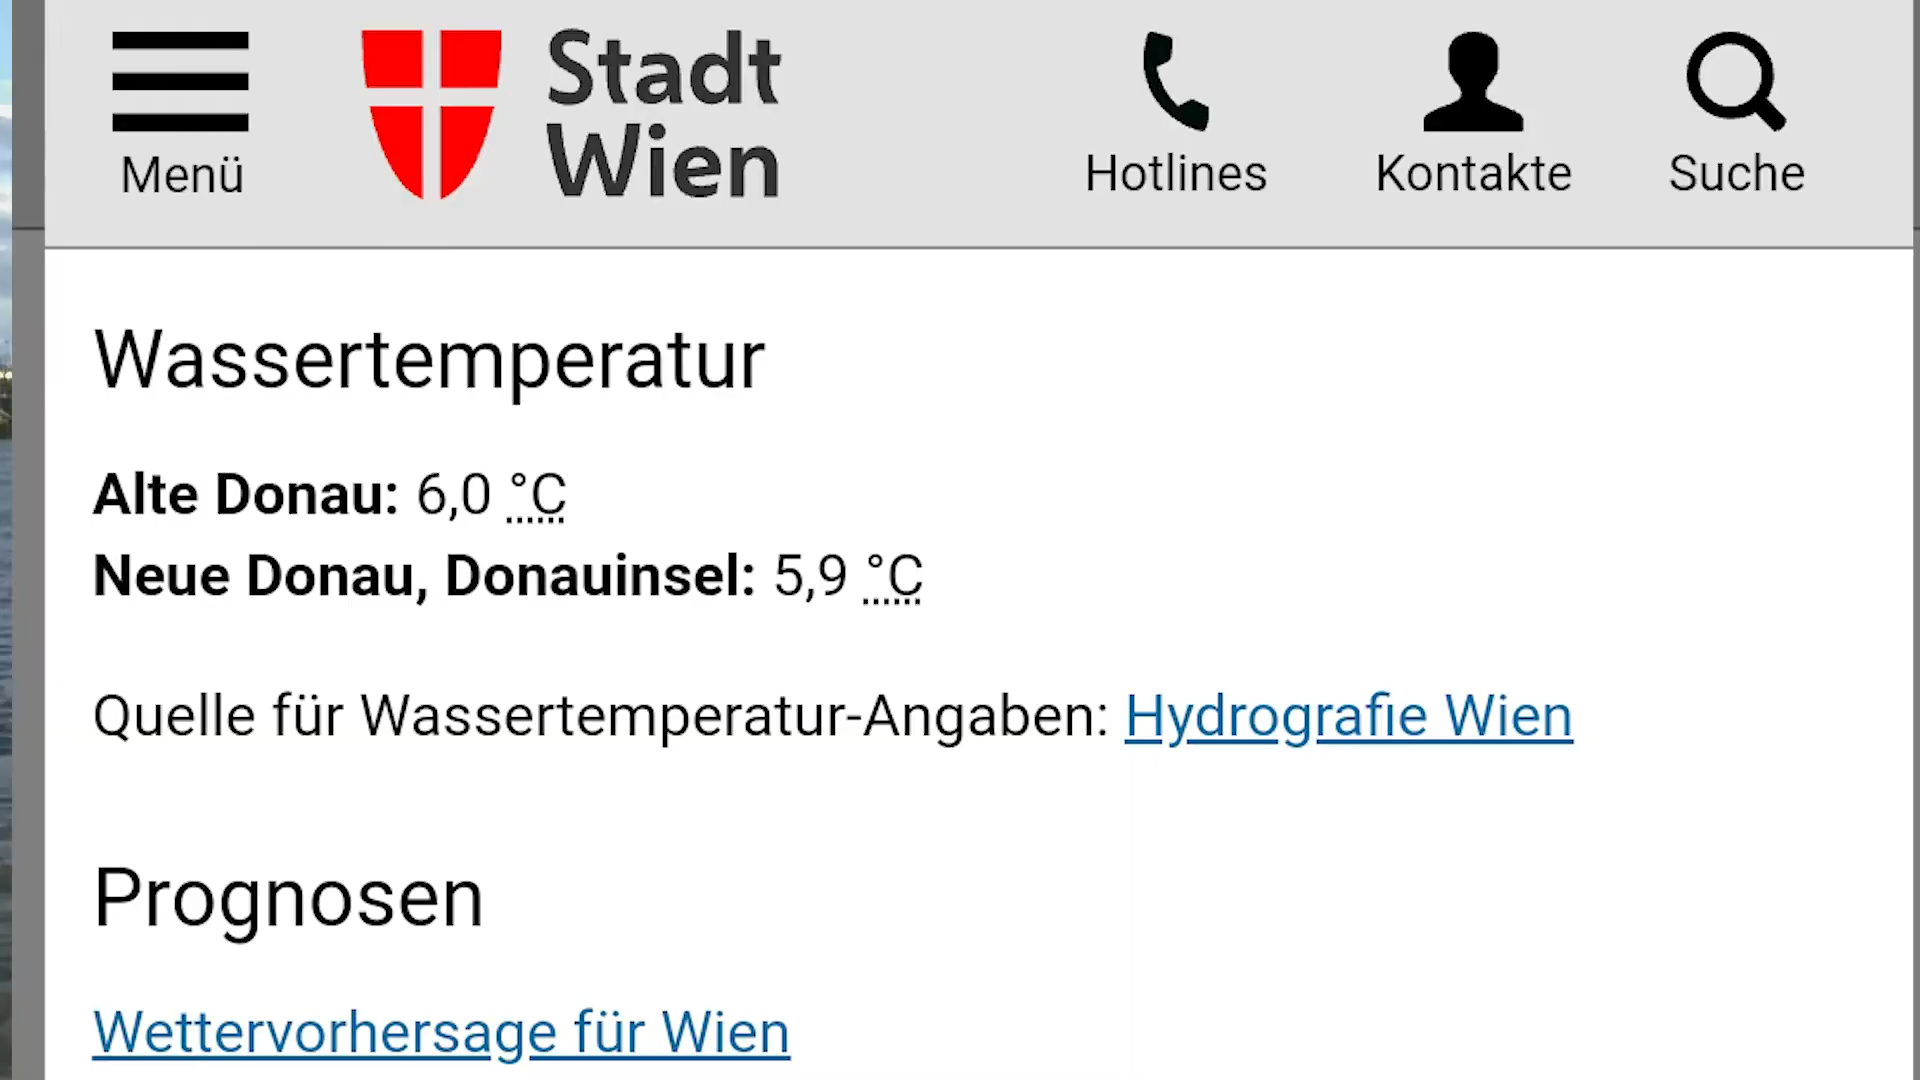 Menü
Stadt
Wien
Hotlines
Kontakte
Suche
Wassertemperatur
Alte Donau: 6,0 °C
Neue Donau, Donauinsel: 5,9 °C
Quelle für Wassertemperatur-Angaben: Hydrografie Wien
Prognosen
Wettervorhersage für Wien